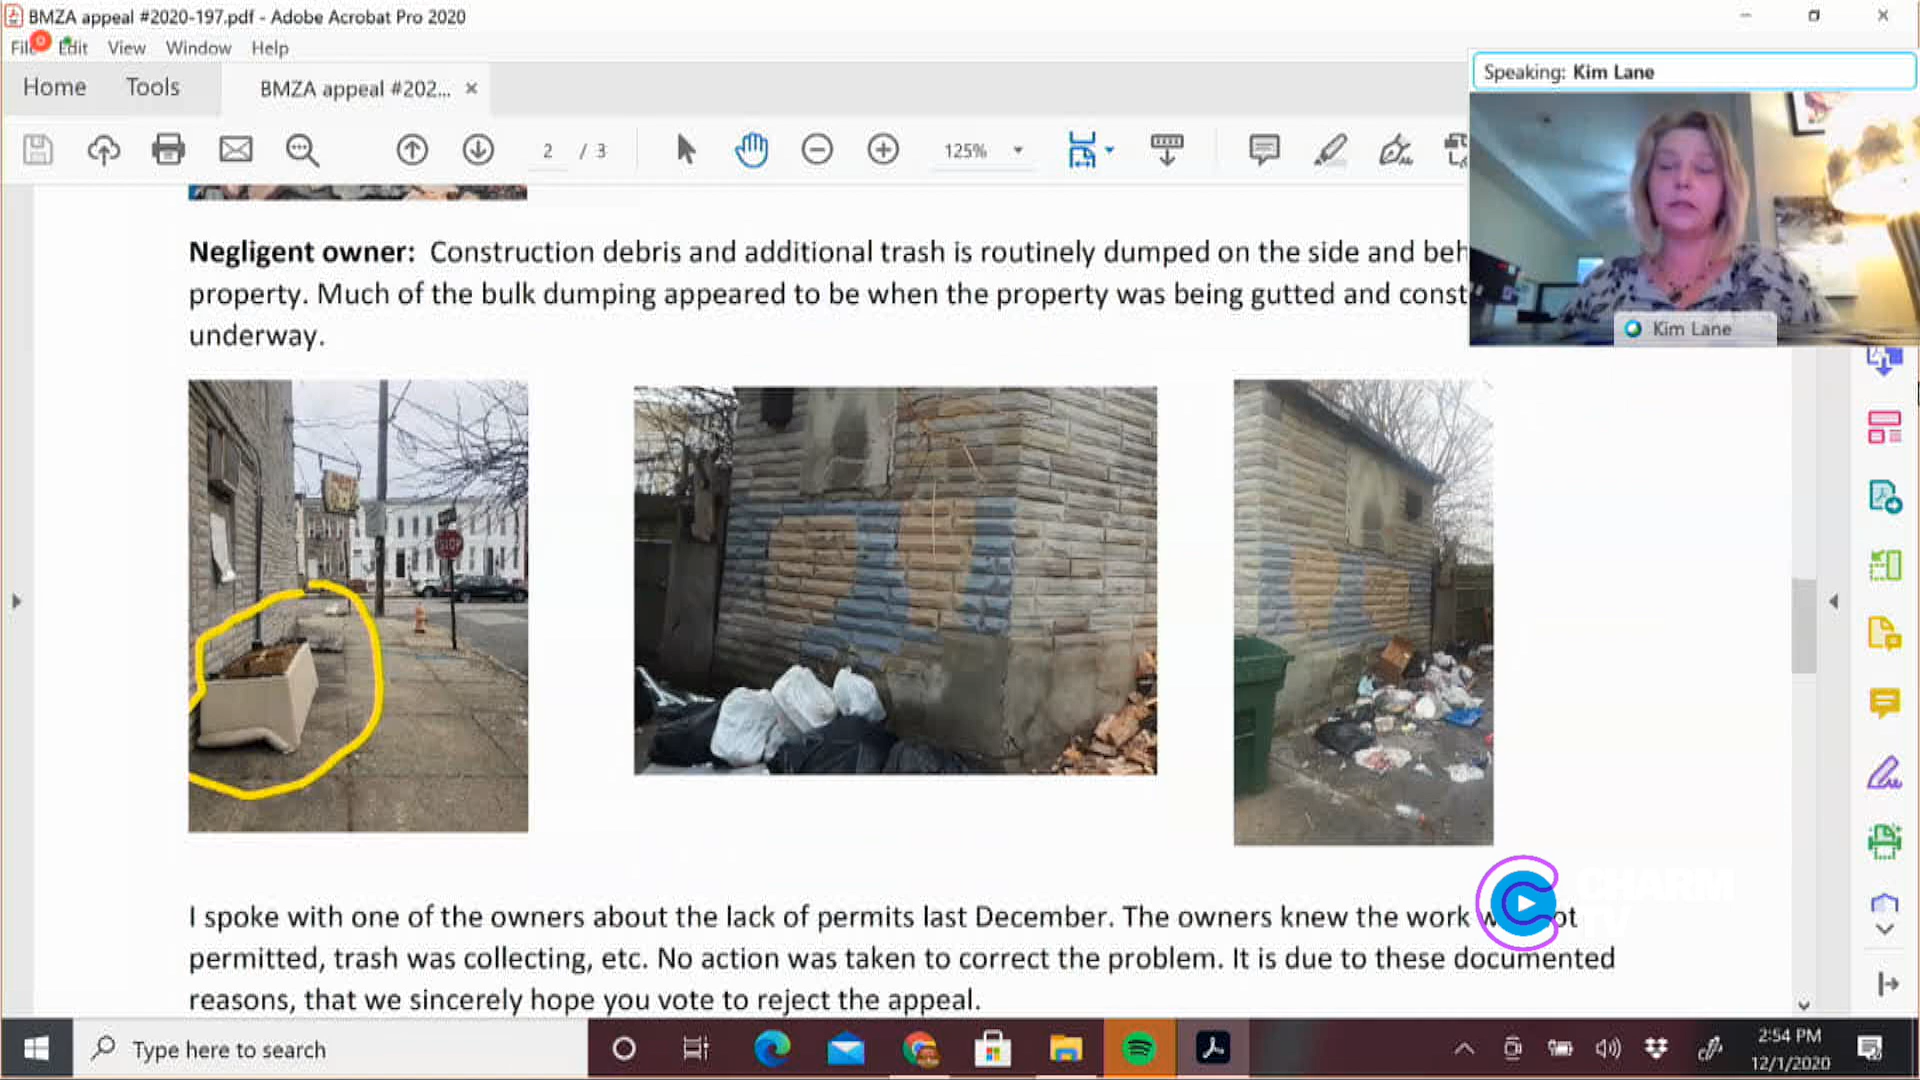 BMZA appeal #2020-197.pdf - Adobe Acrobat Pro 2020
File Edit View Window Help
Home Tools BMZA appeal #202... ×
2 / 3 125%
Speaking: Kim Lane
Kim Lane
Negligent owner: Construction debris and additional trash is routinely dumped on the side and beh
property. Much of the bulk dumping appeared to be when the property was being gutted and const
underway.
STOP
I spoke with one of the owners about the lack of permits last December. The owners knew the work w ot
permitted, trash was collecting, etc. No action was taken to correct the problem. It is due to these documented
reasons, that we sincerely hope you vote to reject the appeal.
CHARM
TV
Type here to search
2:54 PM
12/1/2020